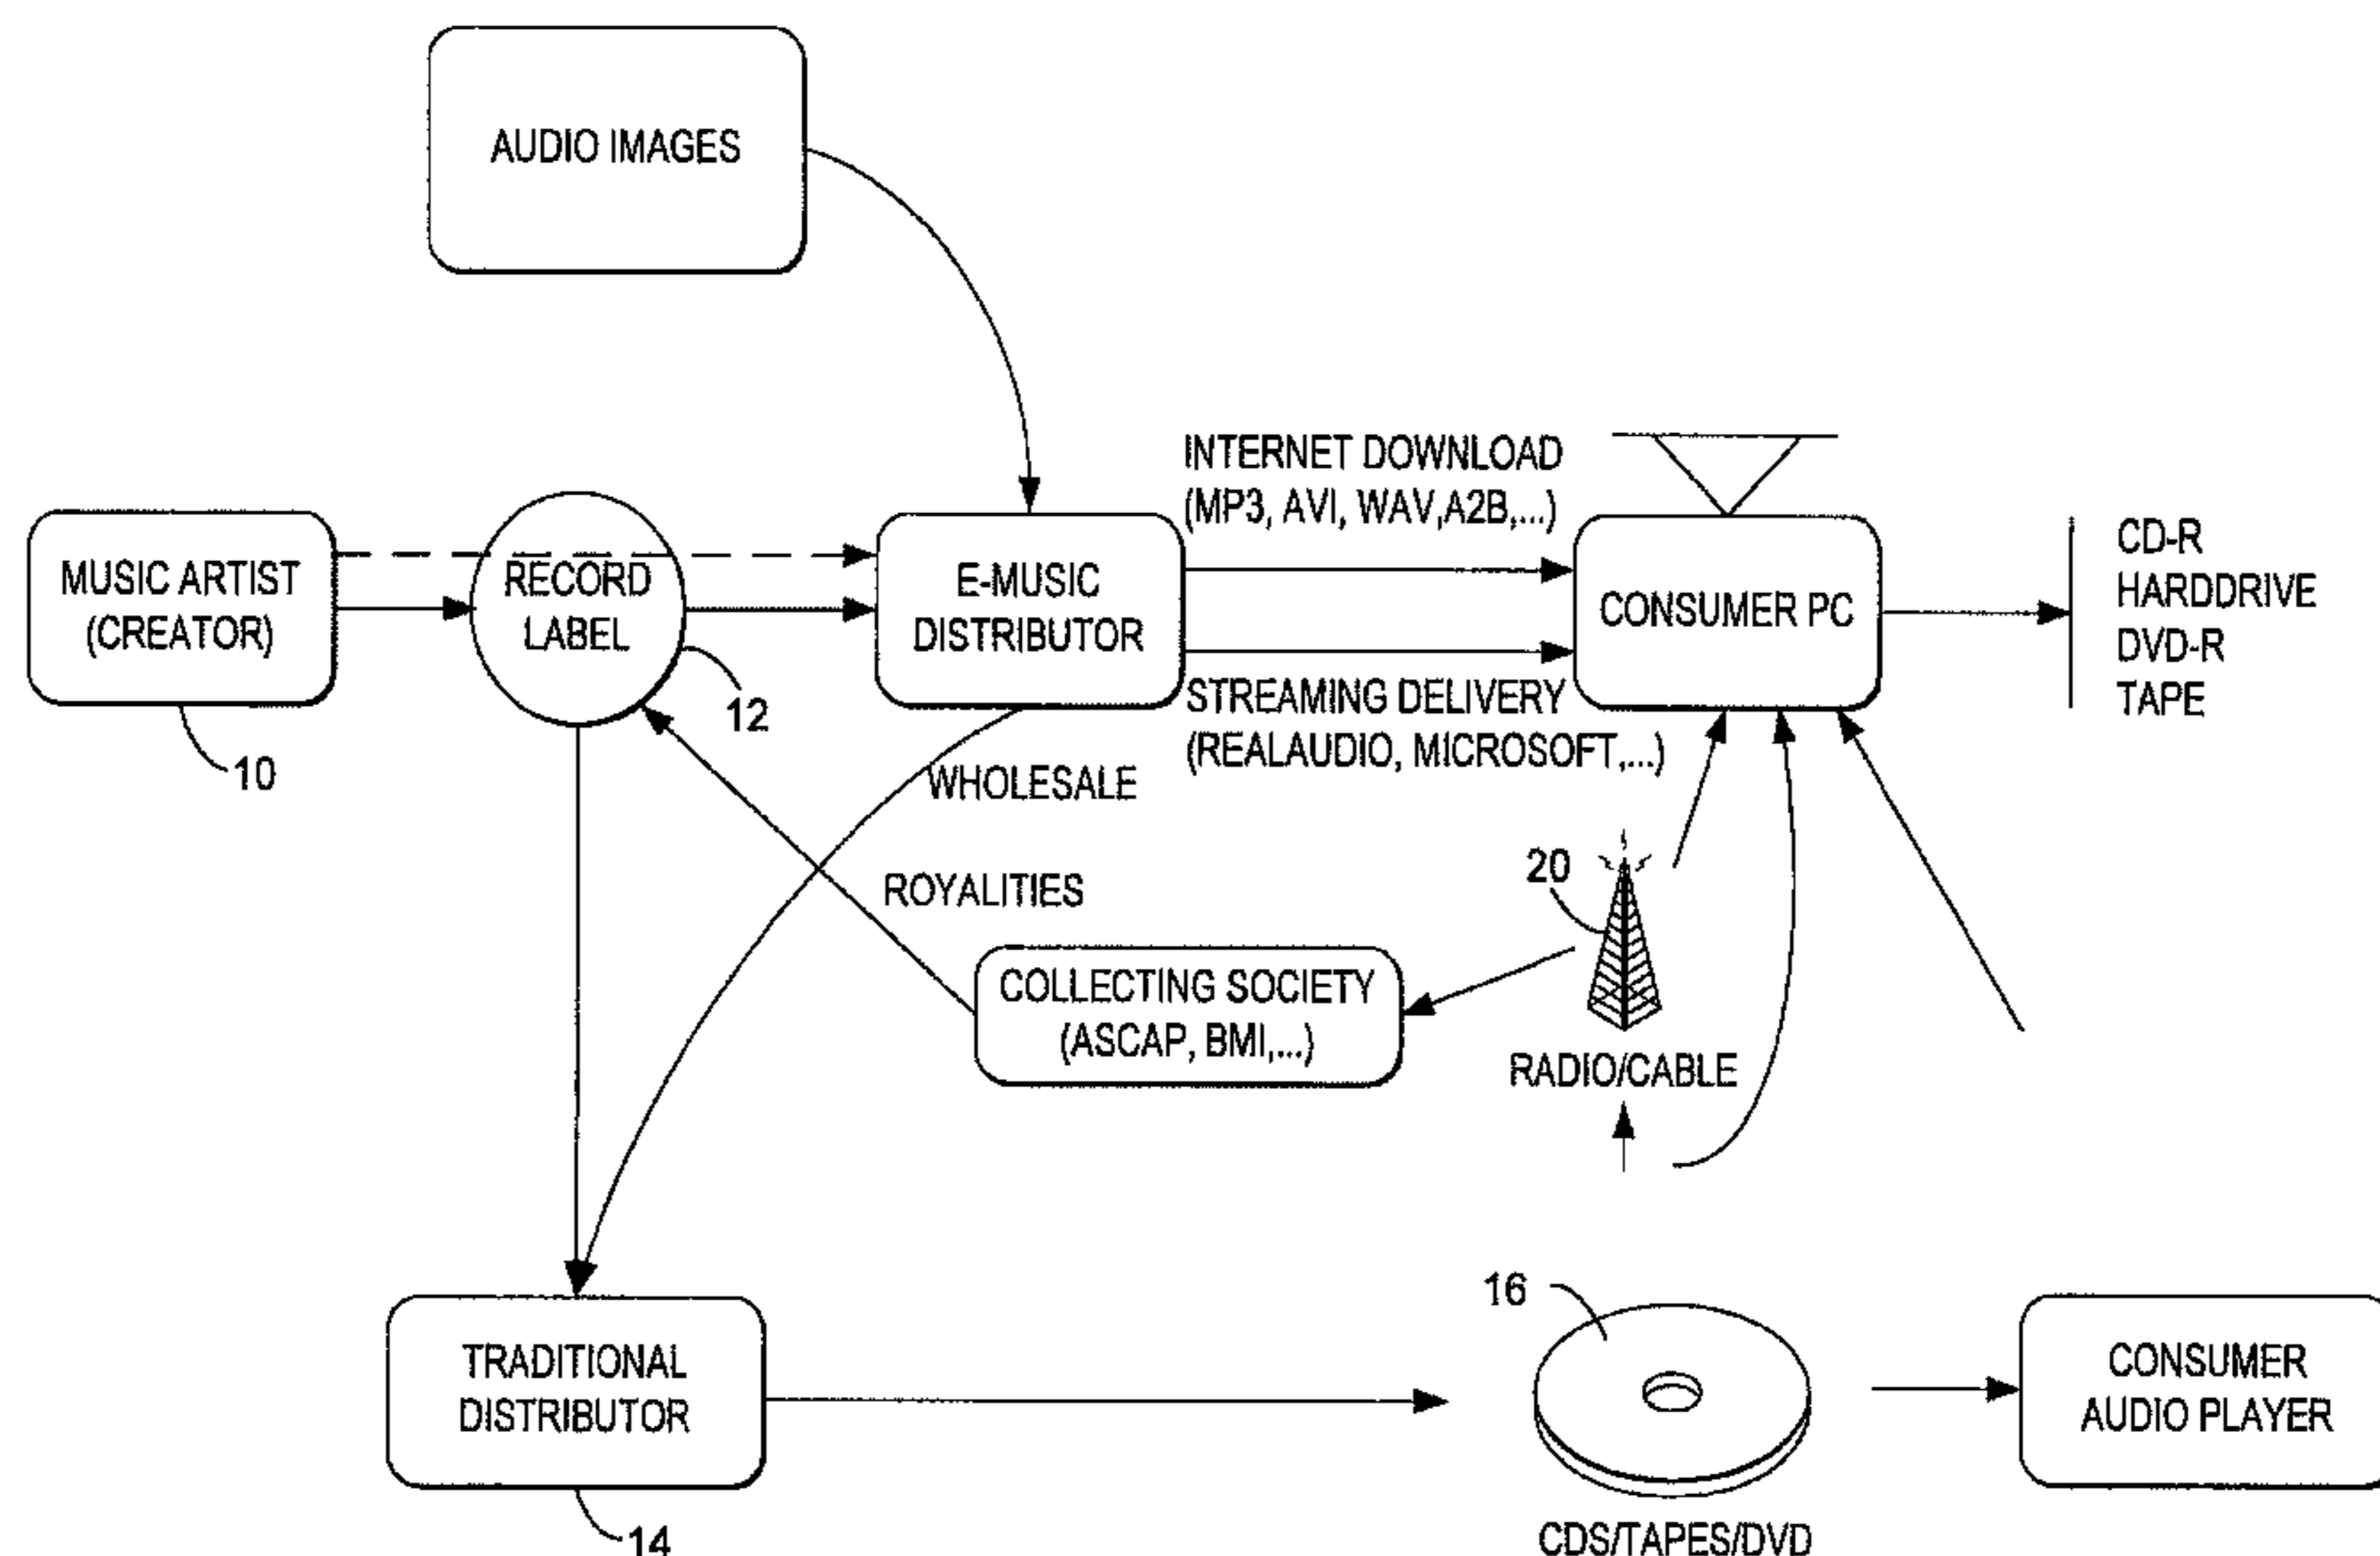 AUDIO IMAGES
INTERNET DOWNLOAD
(MP3, AVI, WAV,A2B,...)
MUSIC ARTIST
(CREATOR)
10
RECORD
LABEL
12
E-MUSIC
DISTRIBUTOR
CONSUMER PC
CD-R
HARDDRIVE
DVD-R
TAPE
STREAMING DELIVERY
(REALAUDIO, MICROSOFT,...)
WHOLESALE
ROYALITIES
20
COLLECTING SOCIETY
(ASCAP, BMI,...)
RADIO/CABLE
16
TRADITIONAL
DISTRIBUTOR
14
CONSUMER
AUDIO PLAYER
CDS/TAPES/DVD